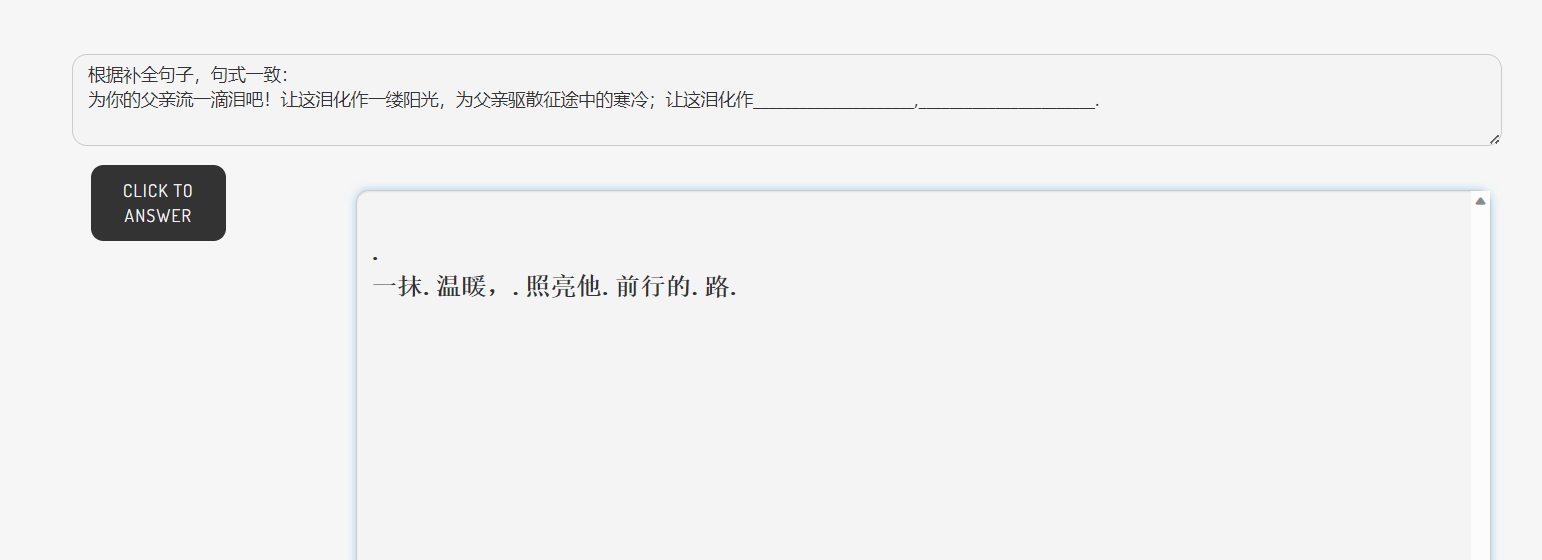 根据补全句子，句式一致：
为你的父亲流一滴泪吧！让这泪化作一缕阳光，为父亲驱散征途中的寒冷；让这泪化作__________________,____________________.
CLICK TO
ANSWER
.
一抹. 温暖，. 照亮他. 前行的. 路.